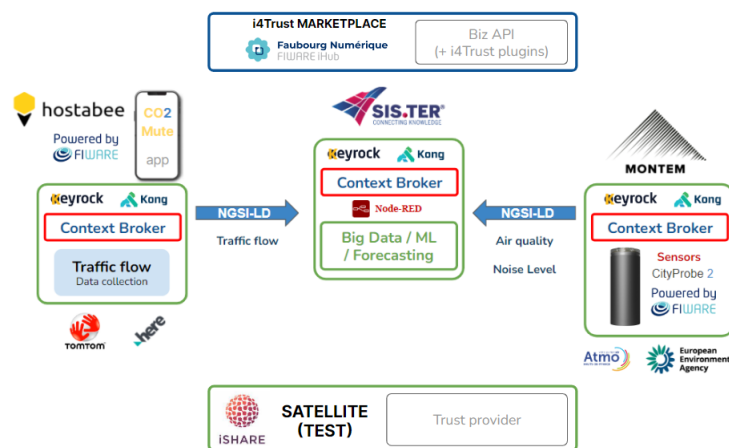 i4Trust MARKETPLACE
Faubourg Numérique
FIWARE iHub
Biz API
(+ i4Trust plugins)
hostabee
Powered by
FIWARE
CO2
Mute
app
SIS.TER®
CONNECTING KNOWLEDGE
MONTEM
Keyrock
Kong
Context Broker
Traffic flow
Data collection
TOMTOM
here
NGSI-LD
Traffic flow
Keyrock
Kong
Context Broker
Node-RED
Big Data / ML
/ Forecasting
NGSI-LD
Air quality
Noise Level
Keyrock
Kong
Context Broker
Sensors
CityProbe 2
Powered by
FIWARE
Atmo
European
Environment
Agency
iSHARE
SATELLITE
(TEST)
Trust provider